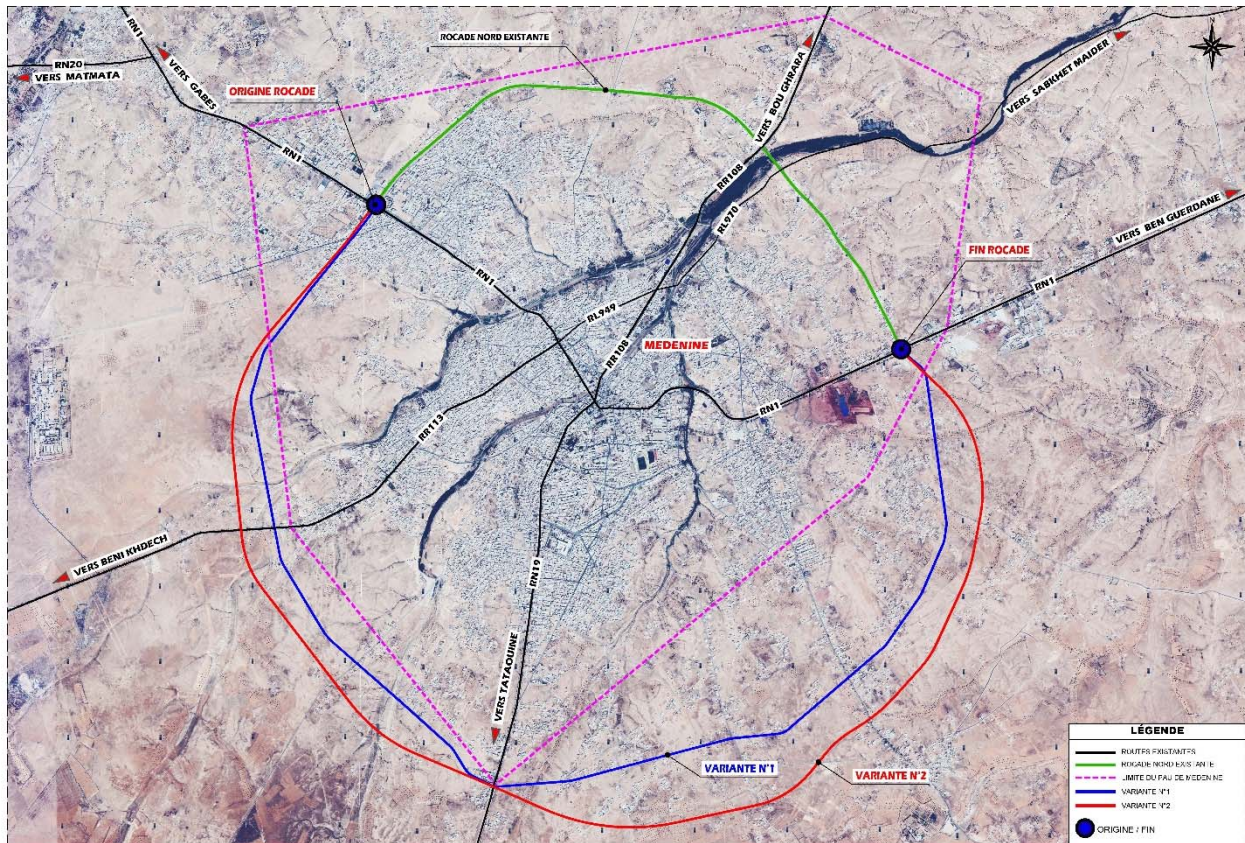 RN1
RN20
VERS MATMATA
VERS GABES
ORIGINE ROCADE
ROCADE NORD EXISTANTE
VERS BOU GHRARA
VERS SABKHET MAIDER
N
RN1
RR108
RL970
VERS BEN GUERDANE
FIN ROCADE
RN1
RN1
RL949
MEDENINE
RR108
RN1
RR113
VERS BENI KHDECH
RN19
VERS TATAOUINE
VARIANTE N°1
VARIANTE N°2
LÉGENDE
ROUTES EXISTANTES
ROCADE NORD EXISTANTE
LIMITE DU PAU DE MEDENINE
VARIANTE N°1
VARIANTE N°2
ORIGINE / FIN